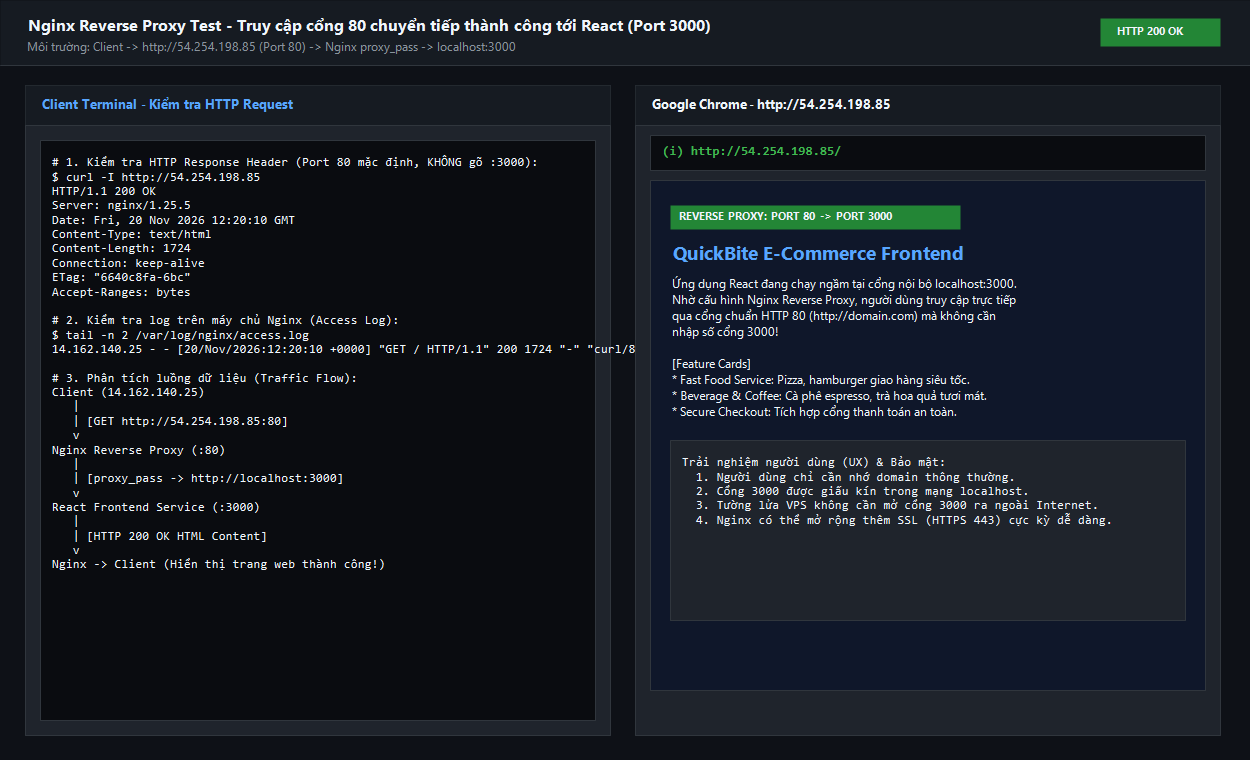 Nginx Reverse Proxy Test - Truy cập cổng 80 chuyển tiếp thành công tới React (Port 3000)
Môi trường: Client -> http://54.254.198.85 (Port 80) -> Nginx proxy_pass -> localhost:3000
HTTP 200 OK
Client Terminal - Kiểm tra HTTP Request
# 1. Kiểm tra HTTP Response Header (Port 80 mặc định, KHÔNG gõ :3000):
$ curl -I http://54.254.198.85
HTTP/1.1 200 OK
Server: nginx/1.25.5
Date: Fri, 20 Nov 2026 12:20:10 GMT
Content-Type: text/html
Content-Length: 1724
Connection: keep-alive
ETag: "6640c8fa-6bc"
Accept-Ranges: bytes
# 2. Kiểm tra log trên máy chủ Nginx (Access Log):
$ tail -n 2 /var/log/nginx/access.log
14.162.140.25 - - [20/Nov/2026:12:20:10 +0000] "GET / HTTP/1.1" 200 1724 "-" "curl/8
# 3. Phân tích luồng dữ liệu (Traffic Flow):
Client (14.162.140.25)
|
| [GET http://54.254.198.85:80]
v
Nginx Reverse Proxy (:80)
|
| [proxy_pass -> http://localhost:3000]
v
React Frontend Service (:3000)
|
| [HTTP 200 OK HTML Content]
v
Nginx -> Client (Hiển thị trang web thành công!)
Google Chrome - http://54.254.198.85
(i) http://54.254.198.85/
REVERSE PROXY: PORT 80 -> PORT 3000
QuickBite E-Commerce Frontend
Ứng dụng React đang chạy ngầm tại cổng nội bộ localhost:3000.
Nhờ cấu hình Nginx Reverse Proxy, người dùng truy cập trực tiếp
qua cổng chuẩn HTTP 80 (http://domain.com) mà không cần
nhập số cổng 3000!
[Feature Cards]
* Fast Food Service: Pizza, hamburger giao hàng siêu tốc.
* Beverage & Coffee: Cà phê espresso, trà hoa quả tươi mát.
* Secure Checkout: Tích hợp cổng thanh toán an toàn.
Trải nghiệm người dùng (UX) & Bảo mật:
1. Người dùng chỉ cần nhớ domain thông thường.
2. Cổng 3000 được giấu kín trong mạng localhost.
3. Tường lửa VPS không cần mở cổng 3000 ra ngoài Internet.
4. Nginx có thể mở rộng thêm SSL (HTTPS 443) cực kỳ dễ dàng.